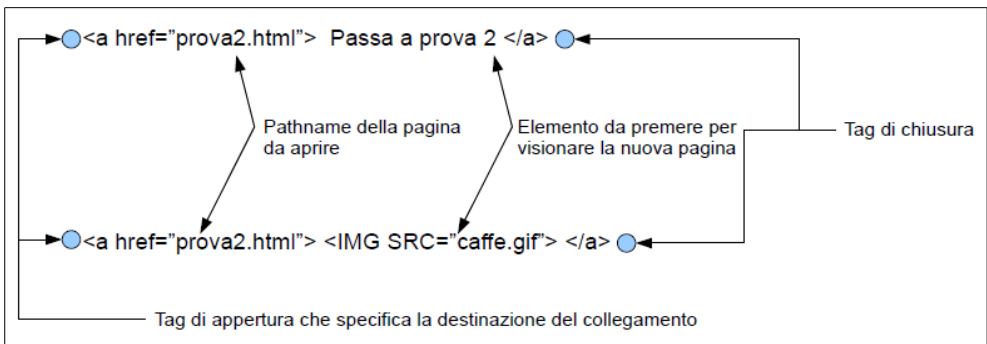 <a href=”prova2.html”> Passa a prova 2 </a>
Pathname della pagina
da aprire
Elemento da premere per
visionare la nuova pagina
Tag di chiusura
<a href=”prova2.html”> <IMG SRC=”caffe.gif”> </a>
Tag di appertura che specifica la destinazione del collegamento